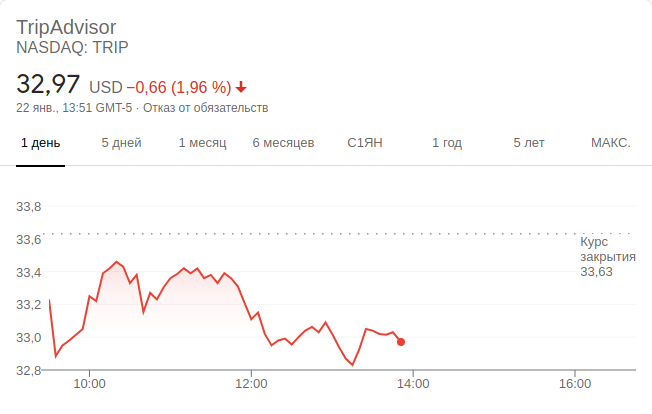 TripAdvisor
NASDAQ: TRIP
32,97 USD −0,66 (1,96 %)
22 янв., 13:51 GMT-5 · Отказ от обязательств
1 день 5 дней 1 месяц 6 месяцев С1ЯН 1 год 5 лет МАКС.
33,8
33,6
Курс
закрытия
33,63
33,4
33,2
33,0
32,8
10:00 12:00 14:00 16:00